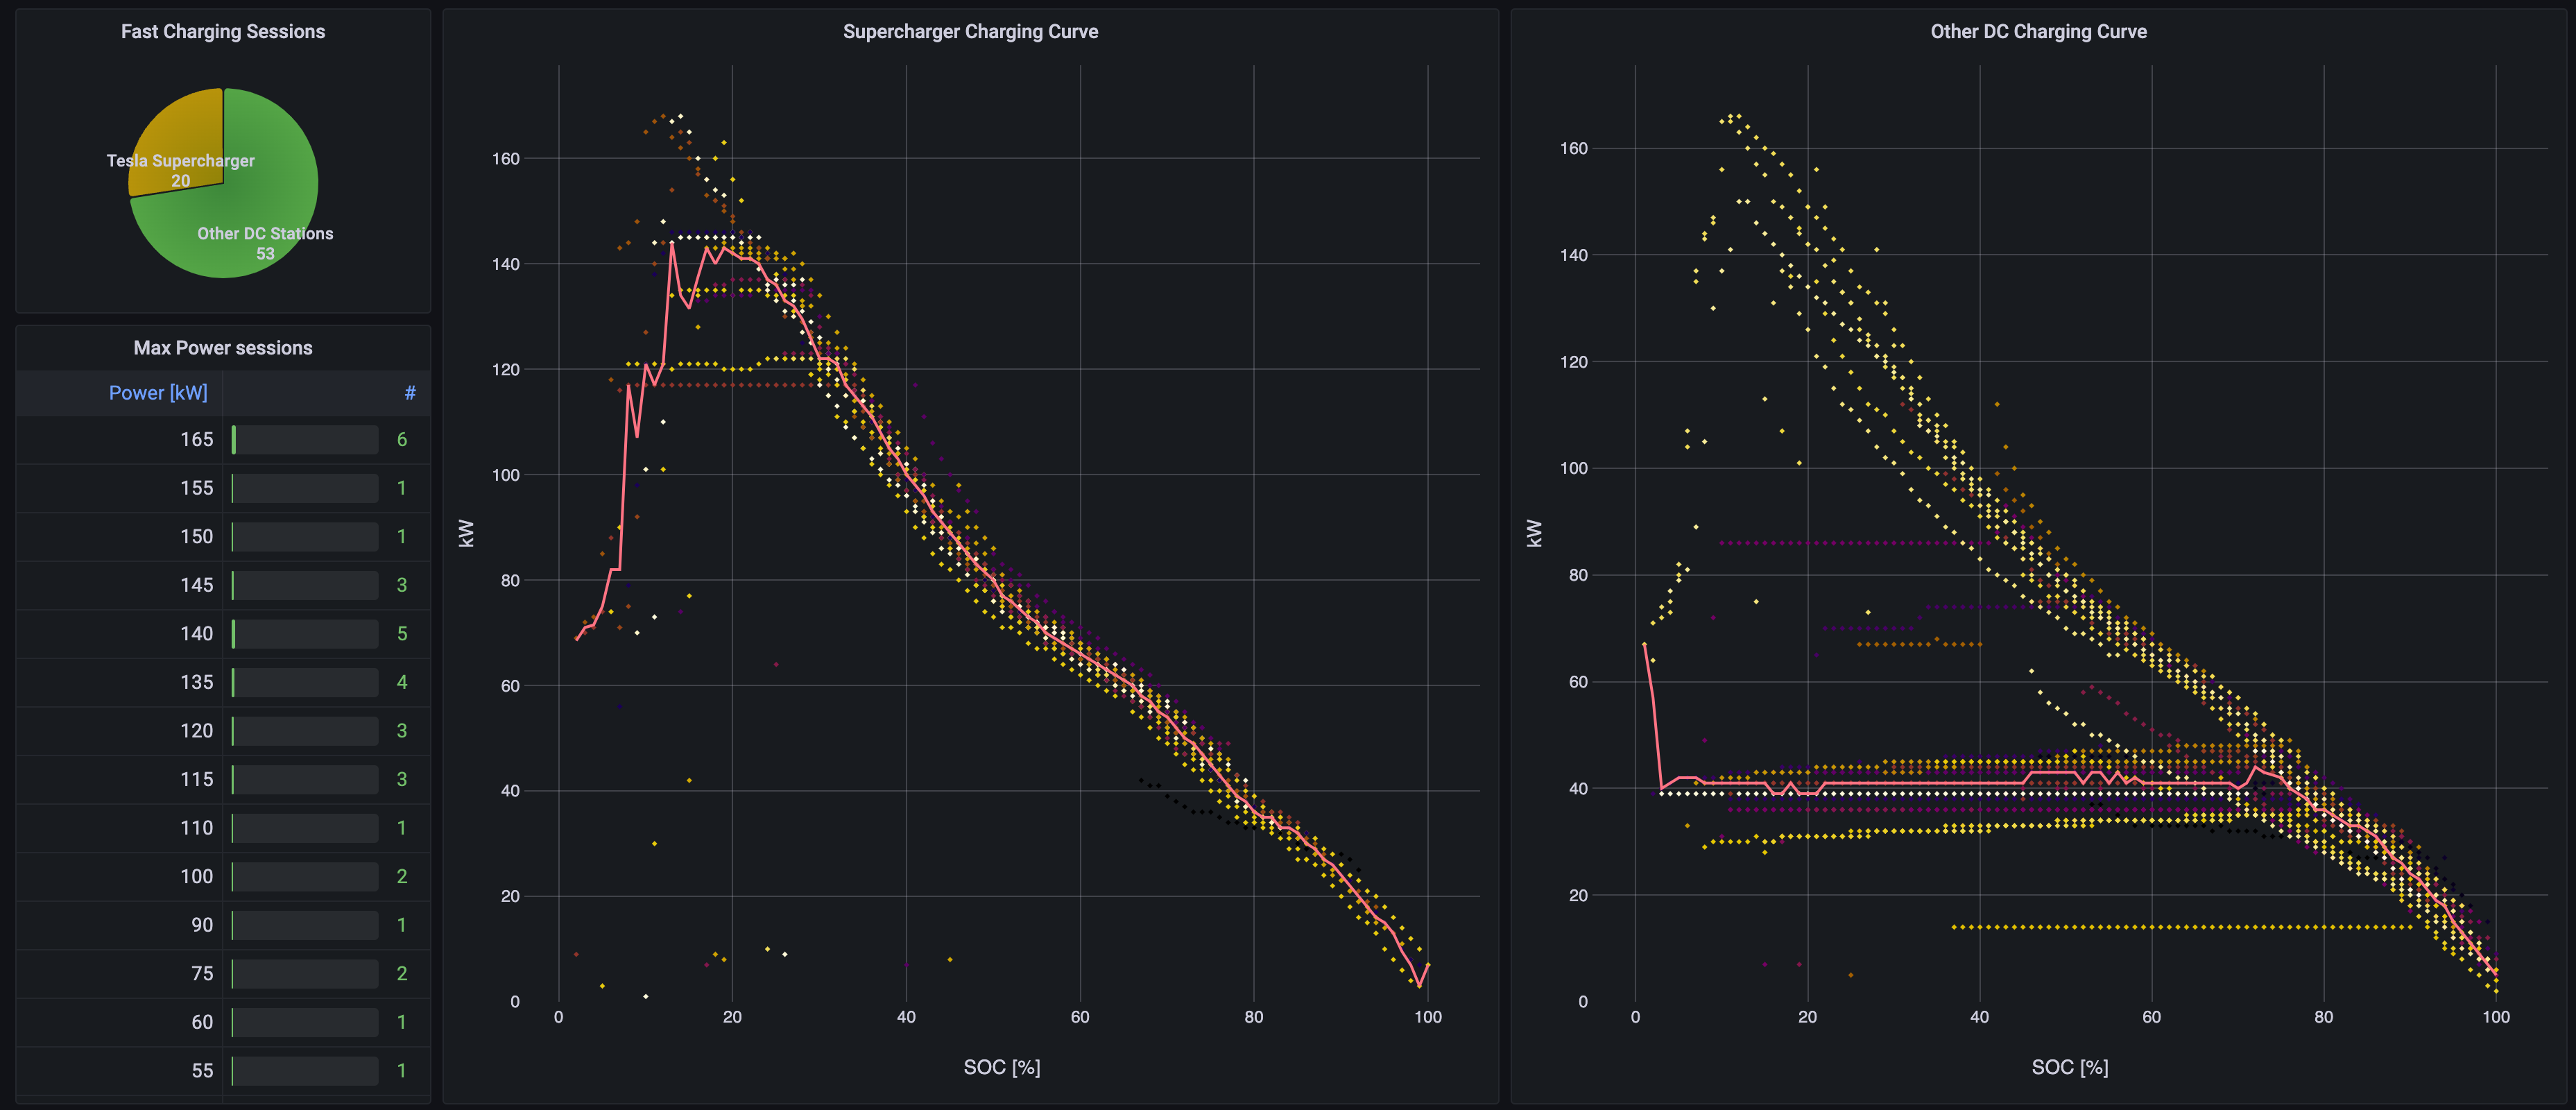 Fast Charging Sessions
Tesla Supercharger
20
Other DC Stations
53
Max Power sessions
Power [kW] #
165 6
155 1
150 1
145 3
140 5
135 4
120 3
115 3
110 1
100 2
90 1
75 2
60 1
55 1
Supercharger Charging Curve
160
140
120
100
80
60
40
20
0
kW
0 20 40 60 80 100
SOC [%]
Other DC Charging Curve
160
140
120
100
80
60
40
20
0
kW
0 20 40 60 80 100
SOC [%]